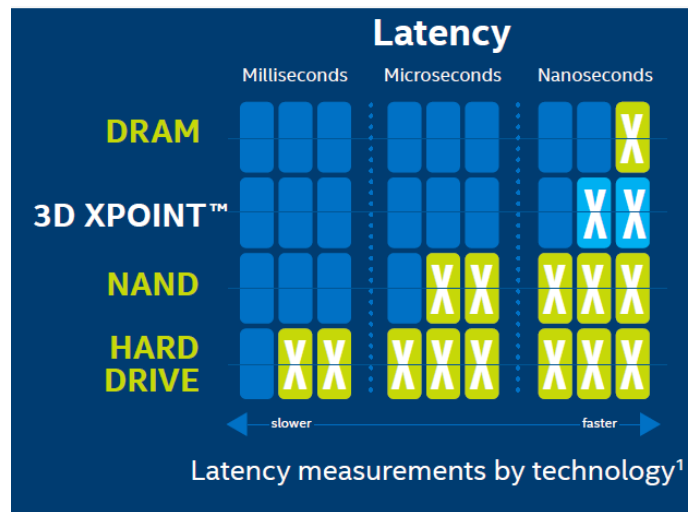 Latency
Milliseconds Microseconds Nanoseconds
DRAM X
3D XPOINT™ X X
NAND X X X X X
HARD
DRIVE X X X X X X X X
slower faster
Latency measurements by technology¹